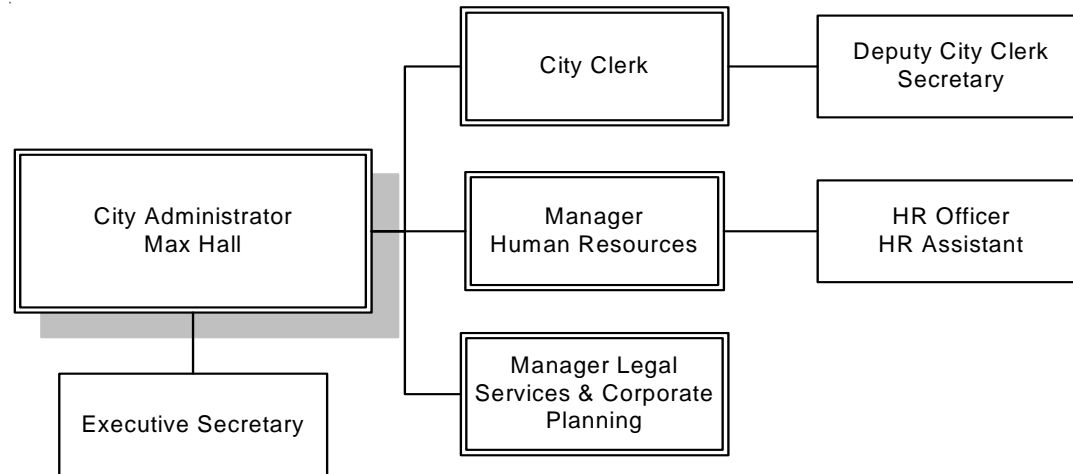 City Clerk
Deputy City Clerk
Secretary
City Administrator
Max Hall
Manager
Human Resources
HR Officer
HR Assistant
Manager Legal
Services & Corporate
Planning
Executive Secretary